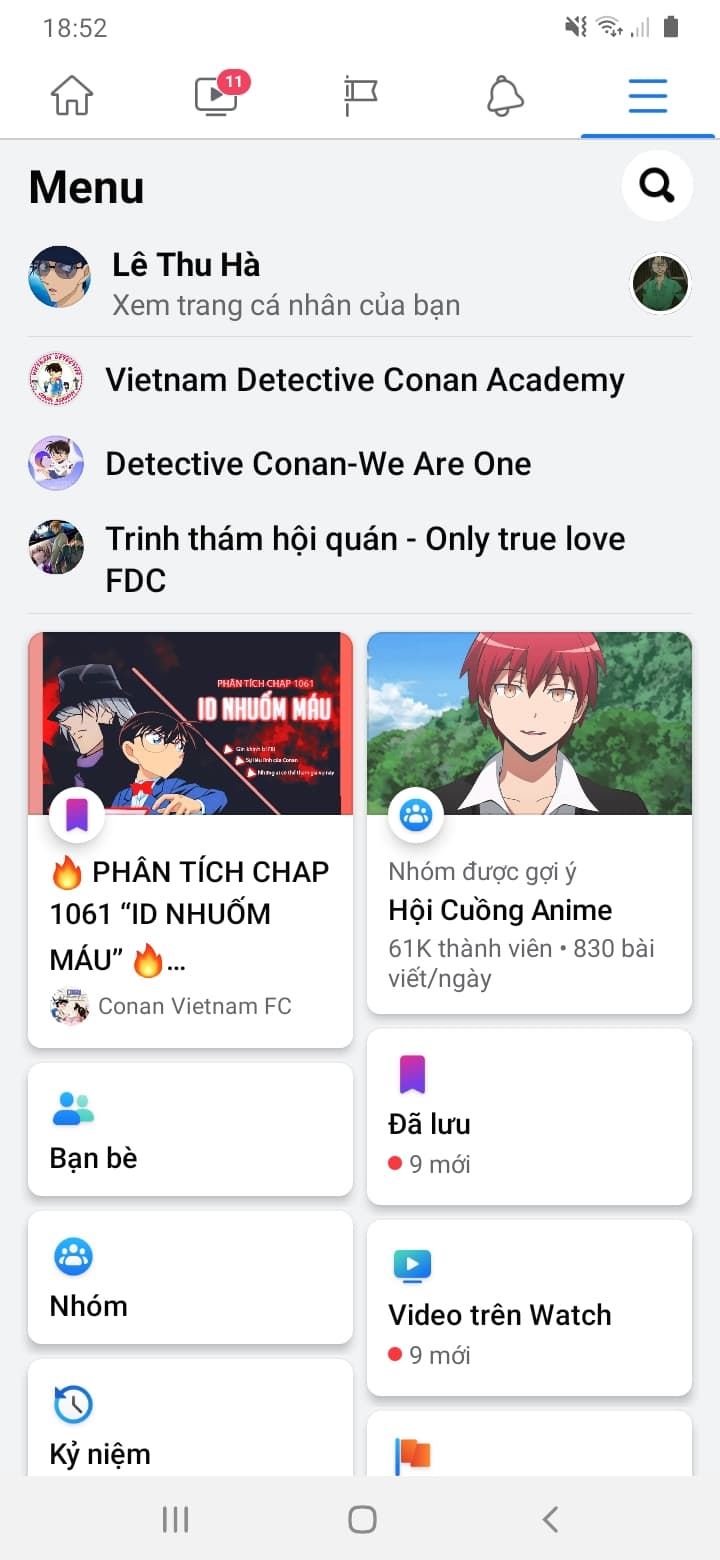 18:52
11
Menu
Lê Thu Hà
Xem trang cá nhân của bạn
Vietnam Detective Conan Academy
Detective Conan-We Are One
Trinh thám hội quán - Only true love
FDC
PHÂN TÍCH CHAP 1061
ID NHUỐM MÁU
🔥 PHÂN TÍCH CHAP
1061 “ID NHUỐM
MÁU” 🔥...
Conan Vietnam FC
Nhóm được gợi ý
Hội Cuồng Anime
61K thành viên • 830 bài
viết/ngày
Bạn bè
Đã lưu
9 mới
Nhóm
Video trên Watch
9 mới
Kỷ niệm